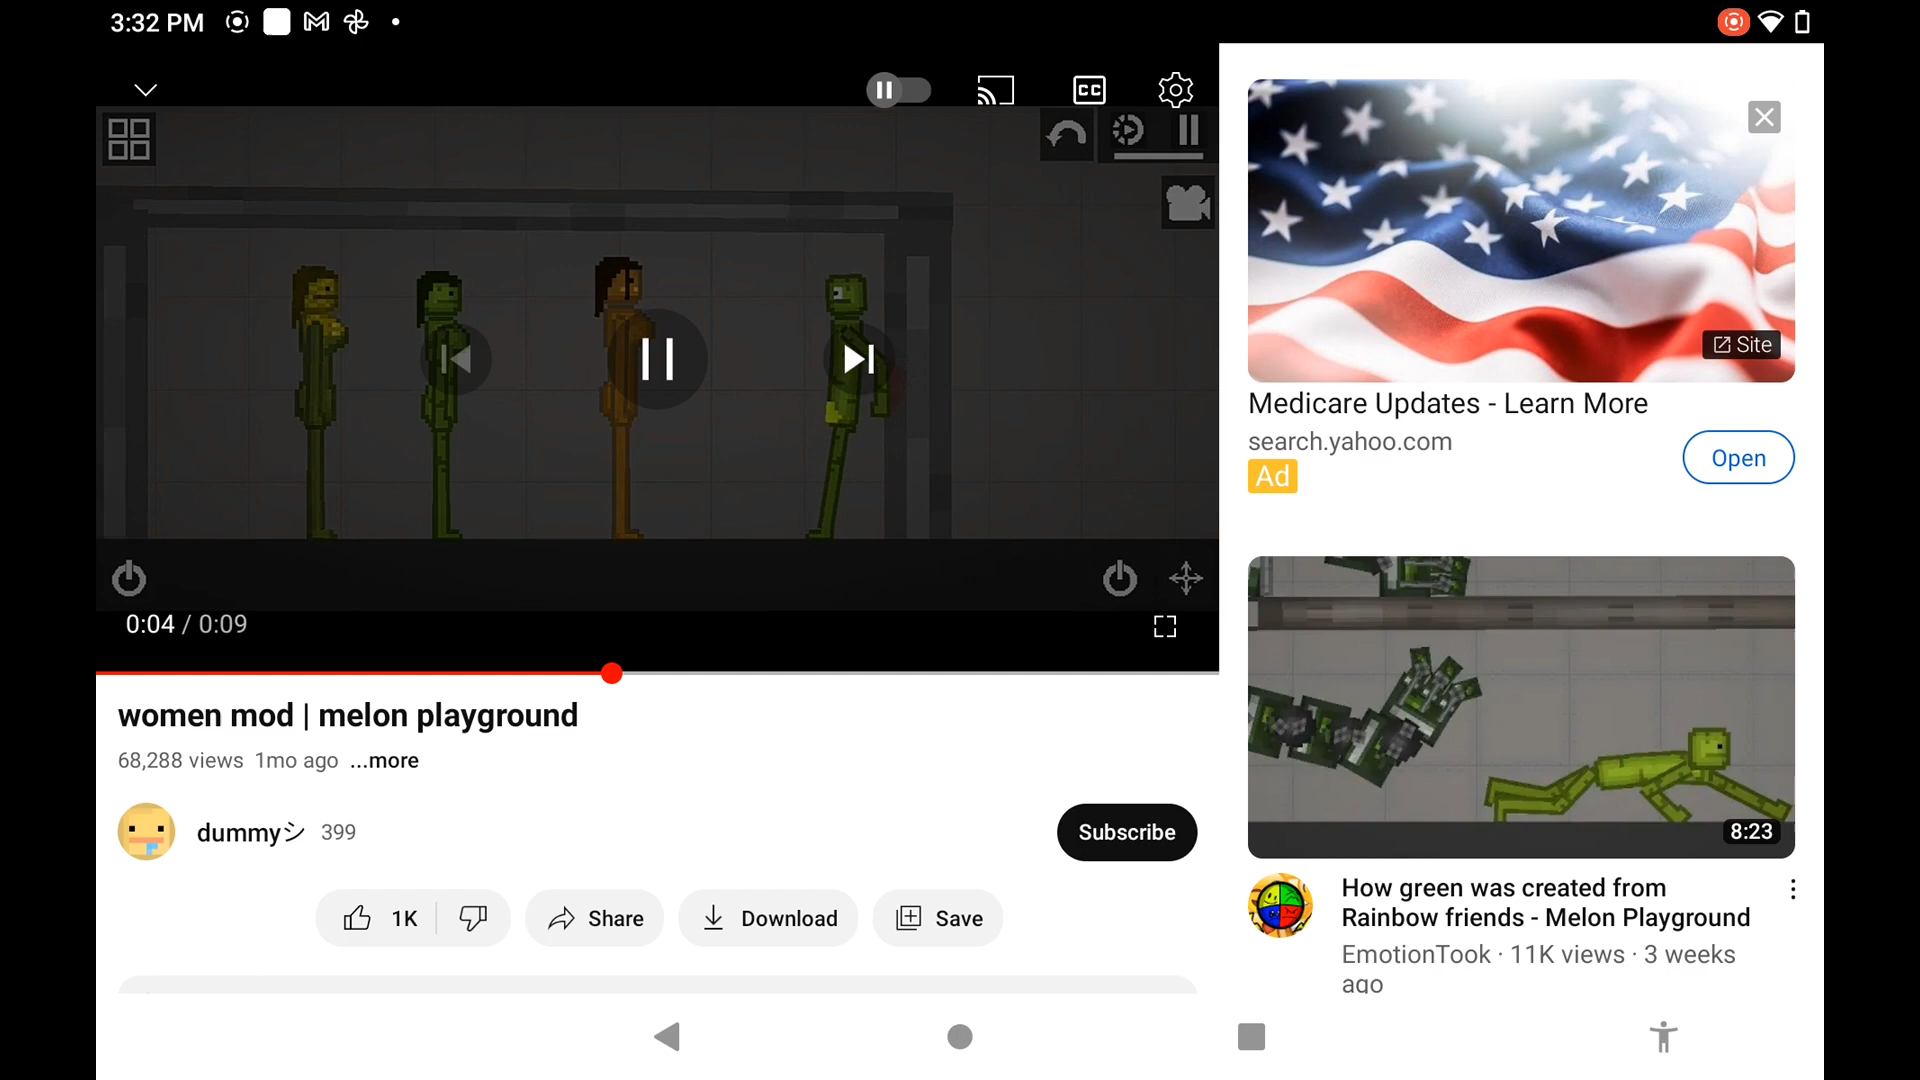 3:32 PM
CC
0:04 / 0:09
women mod | melon playground
68,288 views 1mo ago ...more
dummyシ 399
Subscribe
1K
Share
Download
Save
Site
Medicare Updates - Learn More
search.yahoo.com
Ad
Open
8:23
How green was created from
Rainbow friends - Melon Playground
EmotionTook · 11K views · 3 weeks
ago